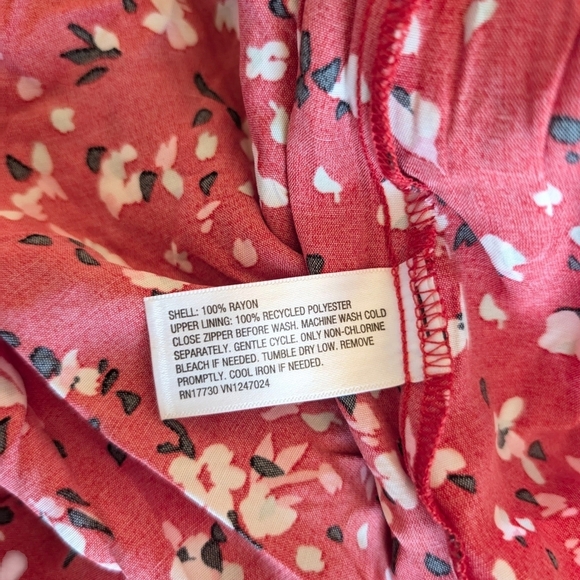 SHELL: 100% RAYON
UPPER LINING: 100% RECYCLED POLYESTER
CLOSE ZIPPER BEFORE WASH. MACHINE WASH COLD
SEPARATELY. GENTLE CYCLE. ONLY NON-CHLORINE
BLEACH IF NEEDED. TUMBLE DRY LOW. REMOVE
PROMPTLY. COOL IRON IF NEEDED.
RN17730 VN1247024